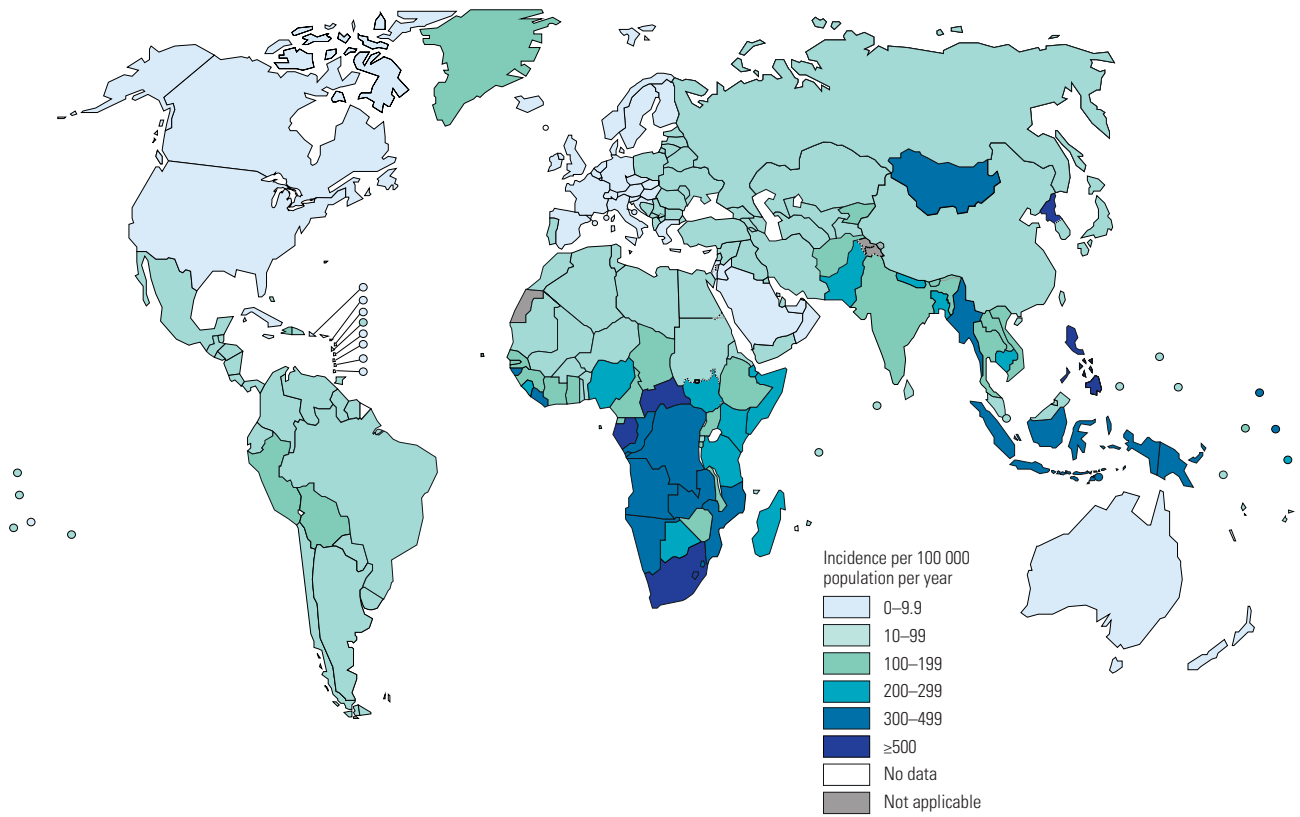 Incidence per 100 000
population per year
0–9.9
10–99
100–199
200–299
300–499
≥500
No data
Not applicable